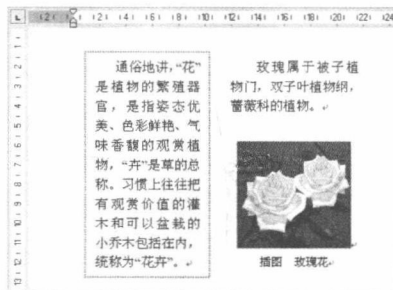 通俗地讲，“花”
是植物的繁殖器
官，是指姿态优
美、色彩鲜艳、气
味香馥的观赏植
物，“卉”是草的总
称。习惯上往往把
有观赏价值的灌
木和可以盆栽的
小乔木包括在内，
统称为“花卉”。
玫瑰属于被子植
物门，双子叶植物纲，
蔷薇科的植物。
插图 玫瑰花